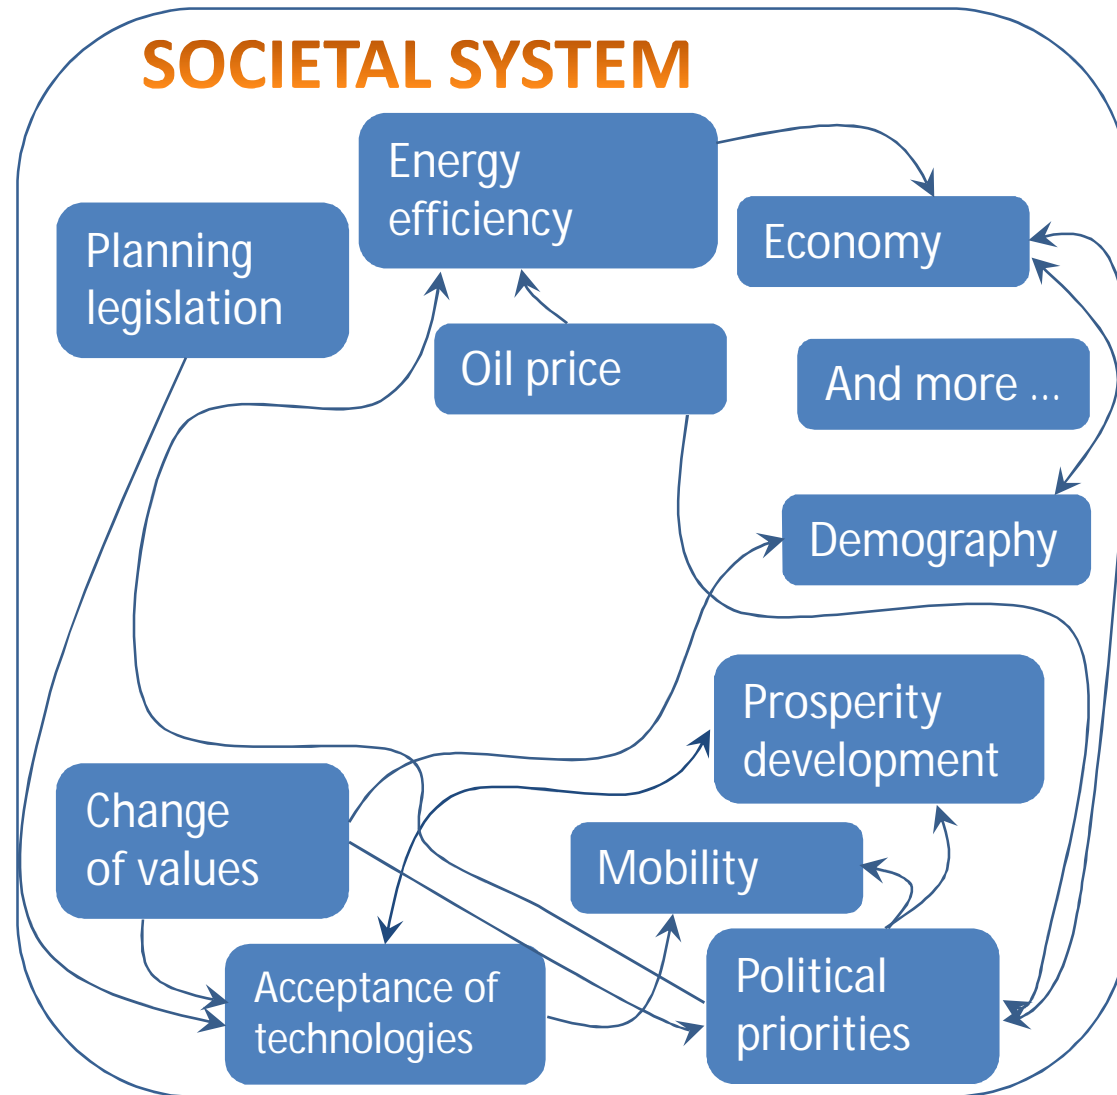 SOCIETAL SYSTEM
Energy
efficiency
Planning
legislation
Economy
Oil price
And more ...
Demography
Prosperity
development
Change
of values
Mobility
Acceptance of
technologies
Political
priorities